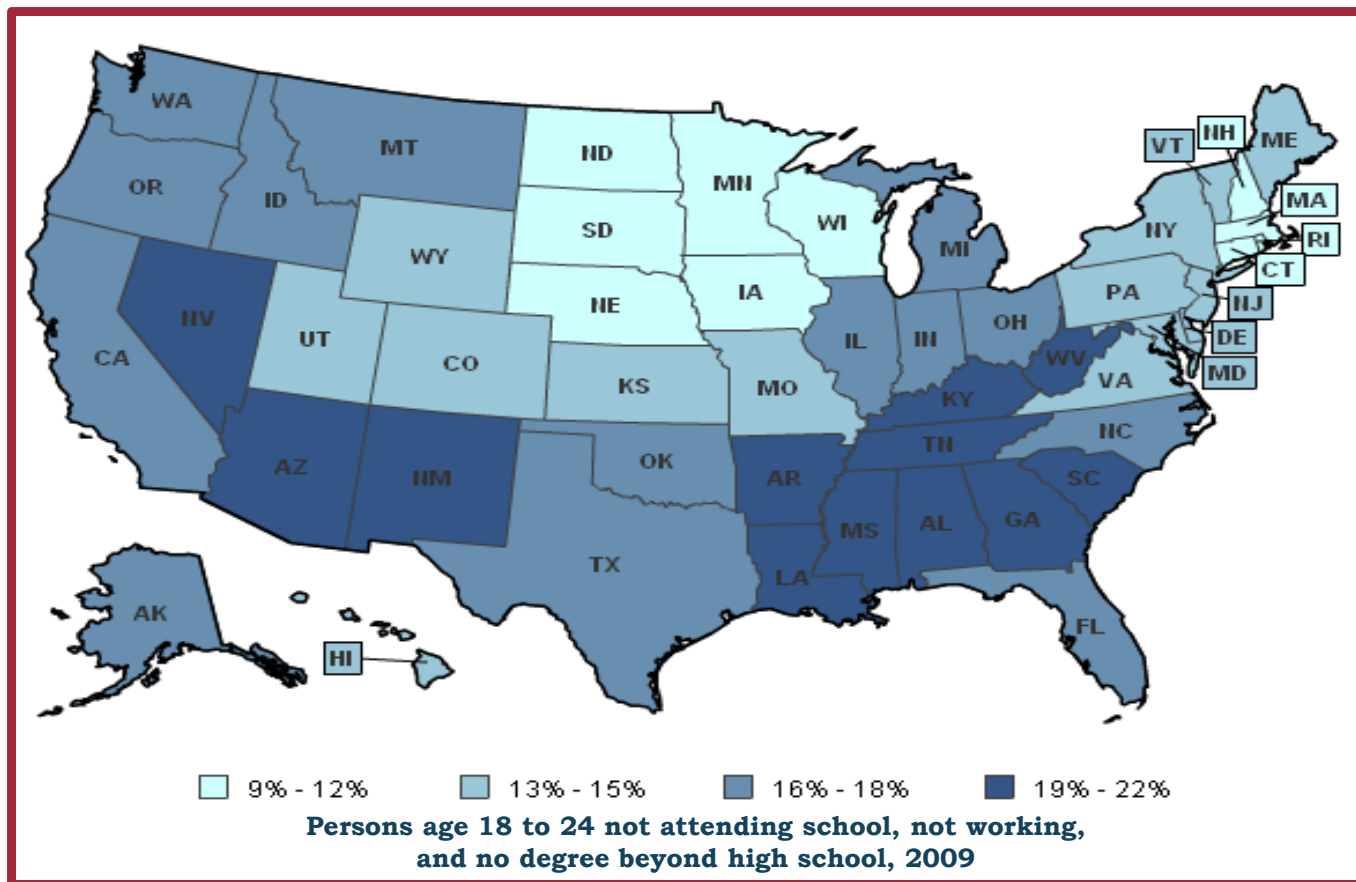 WA
MT
ND
MN
VT
NH
ME
OR
ID
SD
WI
MI
NY
MA
RI
CT
WY
NE
IA
PA
NJ
NV
UT
CO
KS
MO
IL
IN
OH
WV
VA
DE
MD
CA
KY
NC
AZ
NM
OK
AR
TN
SC
MS
AL
GA
TX
LA
FL
AK
HI
9% - 12%
13% - 15%
16% - 18%
19% - 22%
Persons age 18 to 24 not attending school, not working,
and no degree beyond high school, 2009